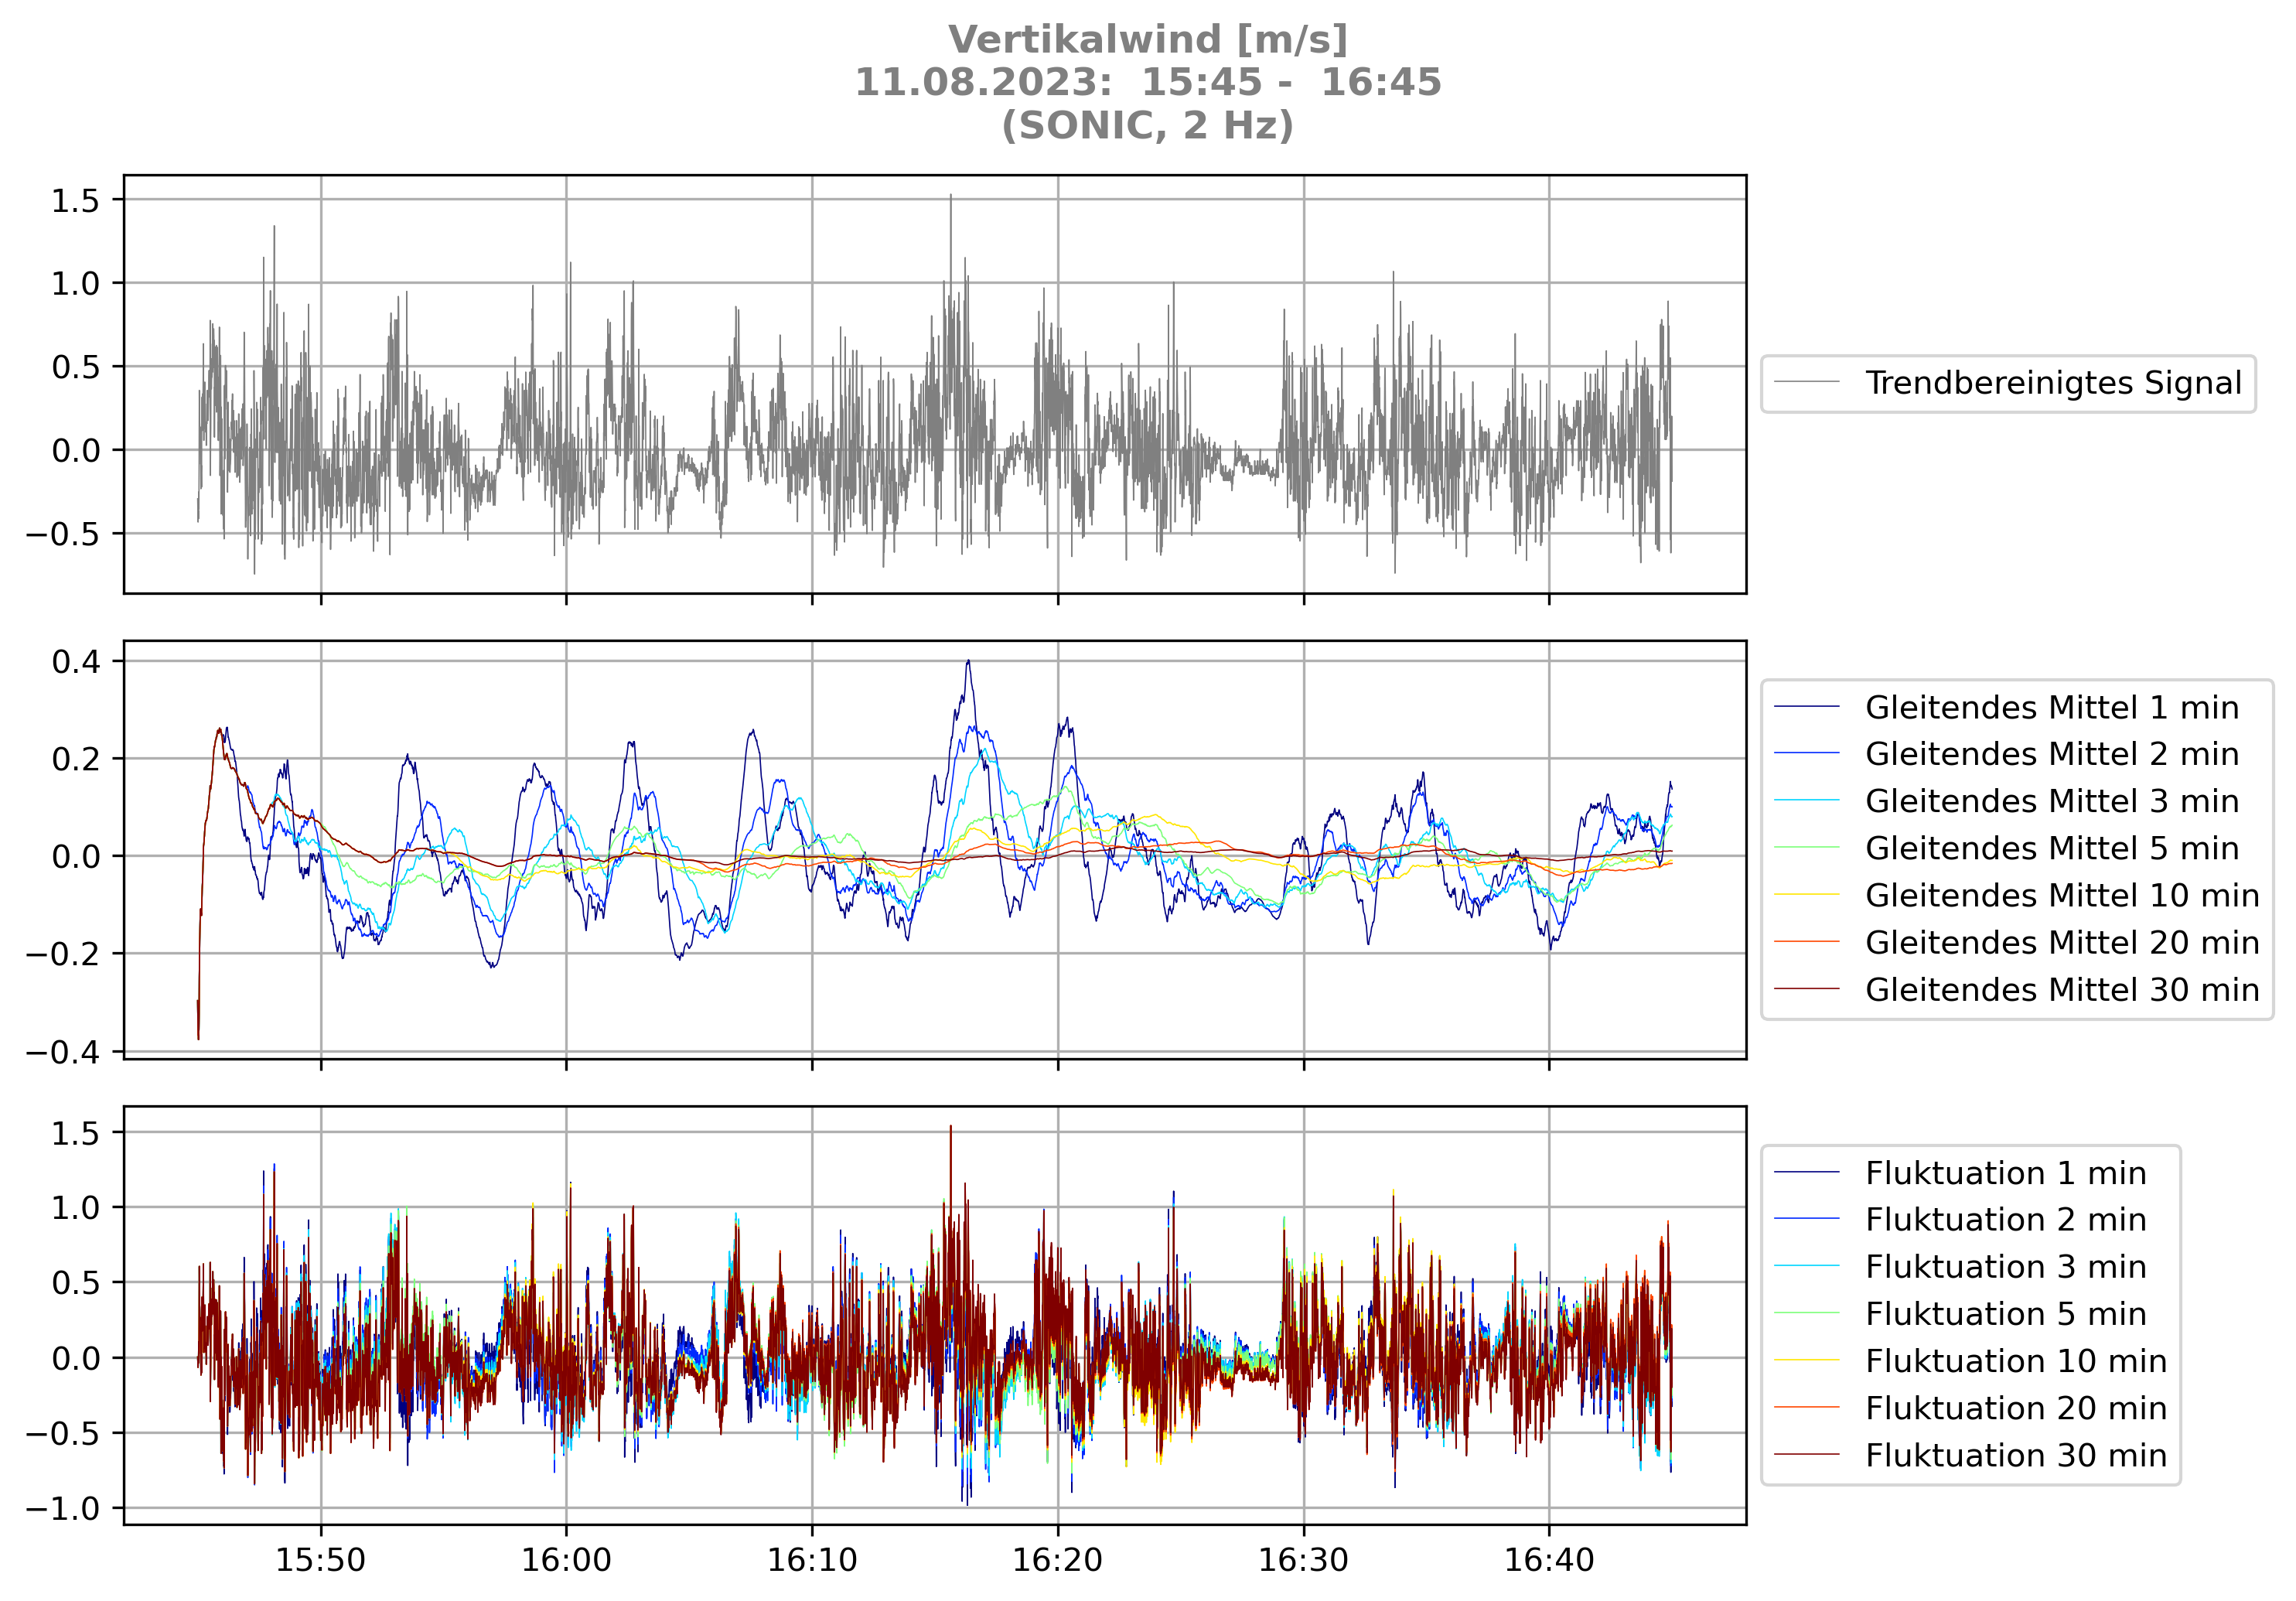 Vertikalwind [m/s]
11.08.2023:  15:45 -  16:45
(SONIC, 2 Hz)
1.5
1.0
0.5
0.0
−0.5
Trendbereinigtes Signal
0.4
0.2
0.0
−0.2
−0.4
Gleitendes Mittel 1 min
Gleitendes Mittel 2 min
Gleitendes Mittel 3 min
Gleitendes Mittel 5 min
Gleitendes Mittel 10 min
Gleitendes Mittel 20 min
Gleitendes Mittel 30 min
1.5
1.0
0.5
0.0
−0.5
−1.0
Fluktuation 1 min
Fluktuation 2 min
Fluktuation 3 min
Fluktuation 5 min
Fluktuation 10 min
Fluktuation 20 min
Fluktuation 30 min
15:50 16:00 16:10 16:20 16:30 16:40